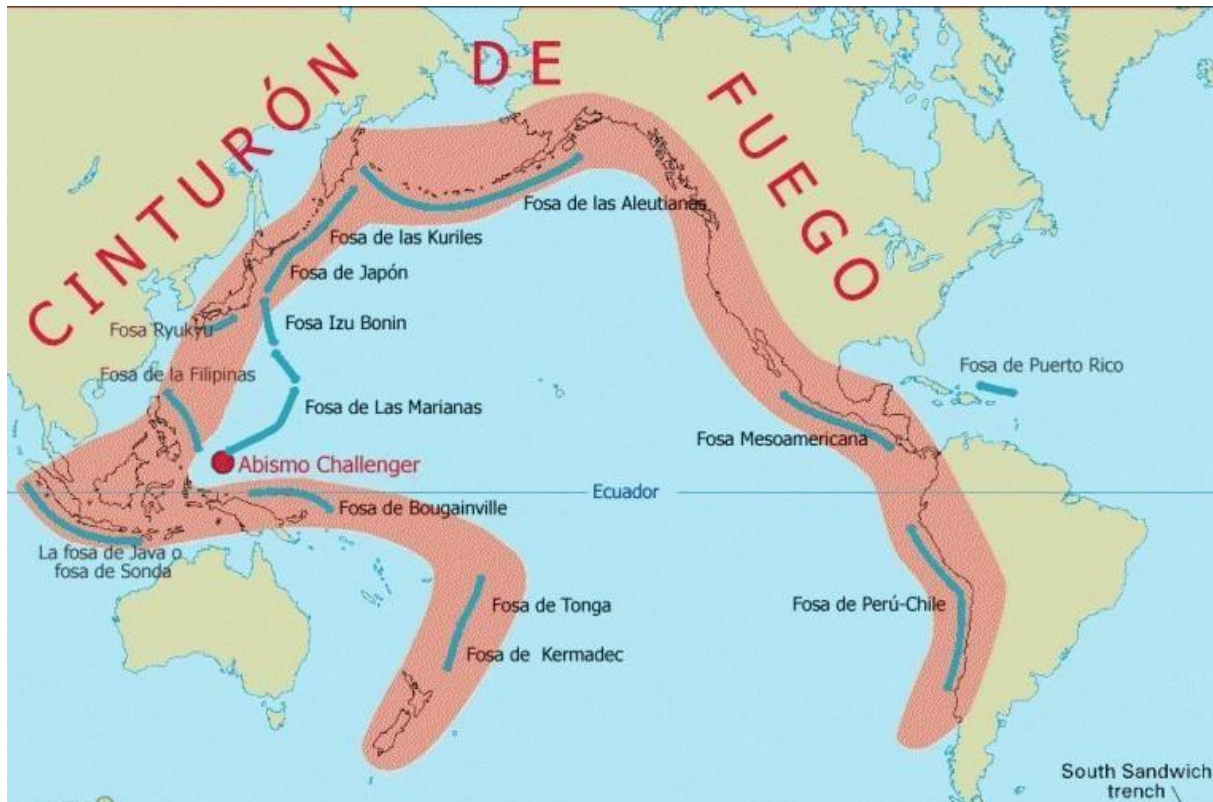 CINTURÓN DE FUEGO
Fosa de las Aleutianas
Fosa de las Kuriles
Fosa de Japón
Fosa Ryukyu
Fosa Izu Bonin
Fosa de la Filipinas
Fosa de Puerto Rico
Fosa de Las Marianas
Fosa Mesoamericana
Abismo Challenger
Ecuador
Fosa de Bougainville
La fosa de Java o
fosa de Sonda
Fosa de Tonga
Fosa de Perú-Chile
Fosa de Kermadec
South Sandwich
trench